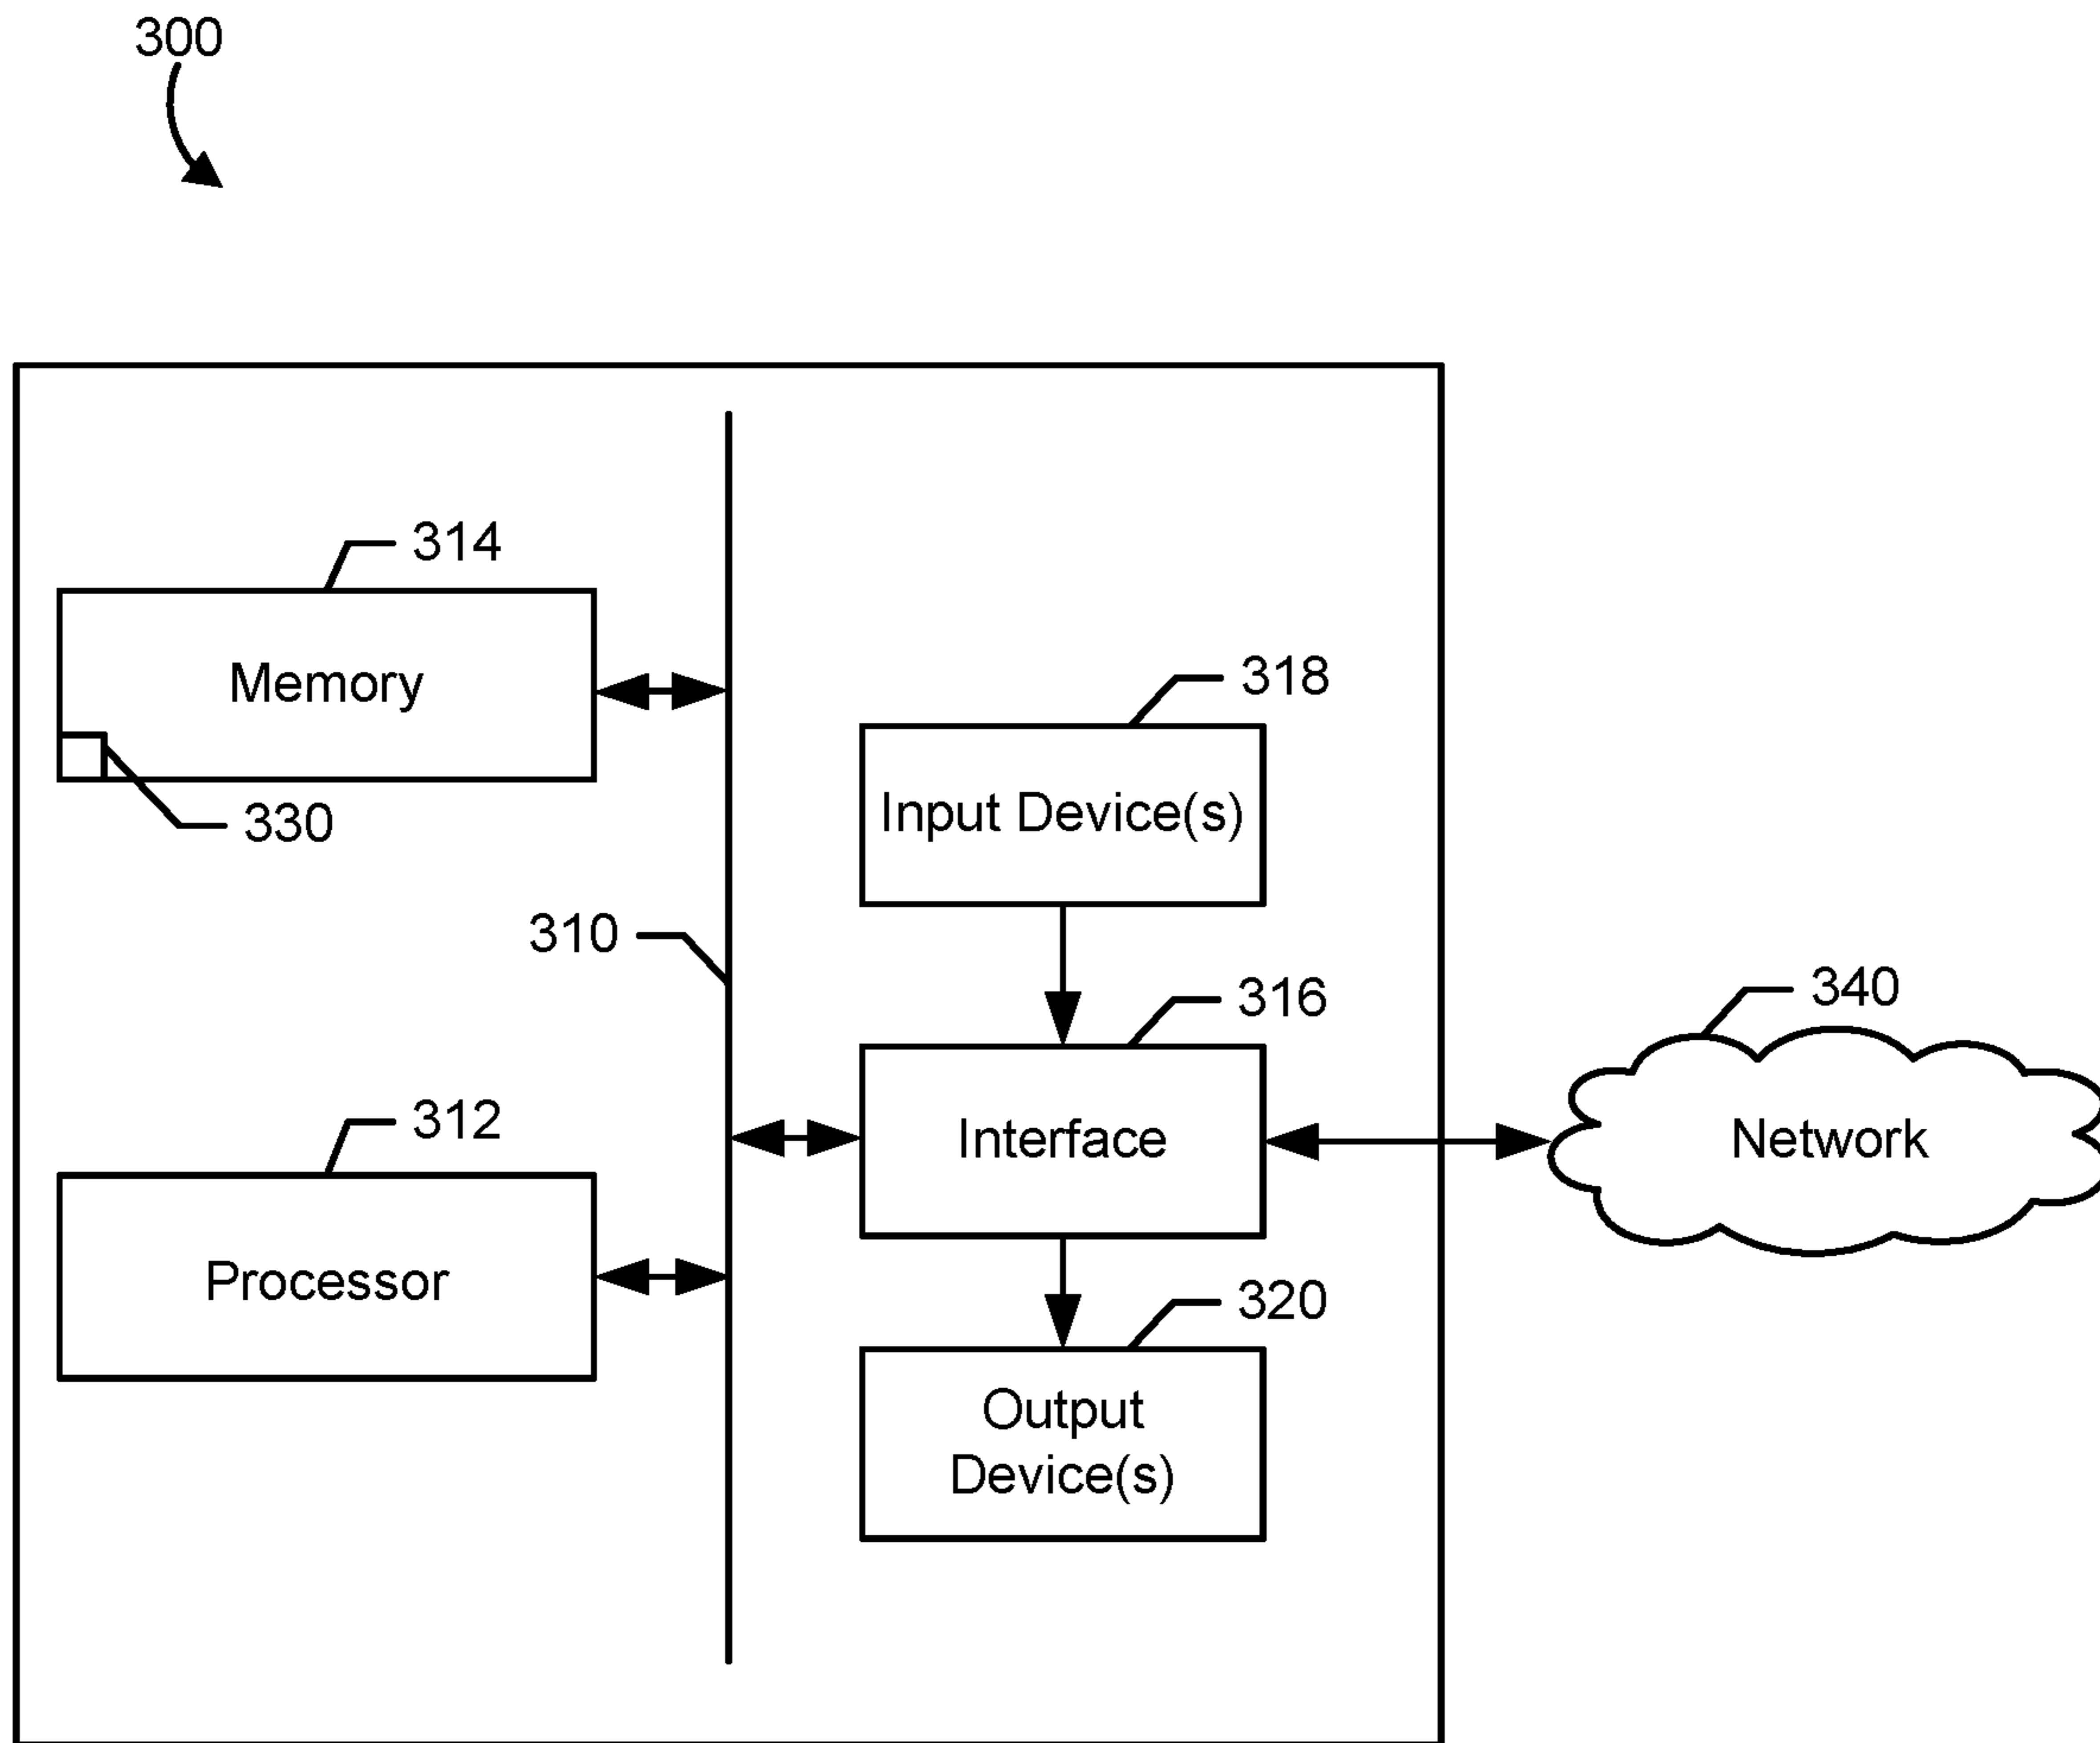 300
314
Memory
330
318
Input Device(s)
310
316
340
Interface
Network
312
Processor
320
Output
Device(s)